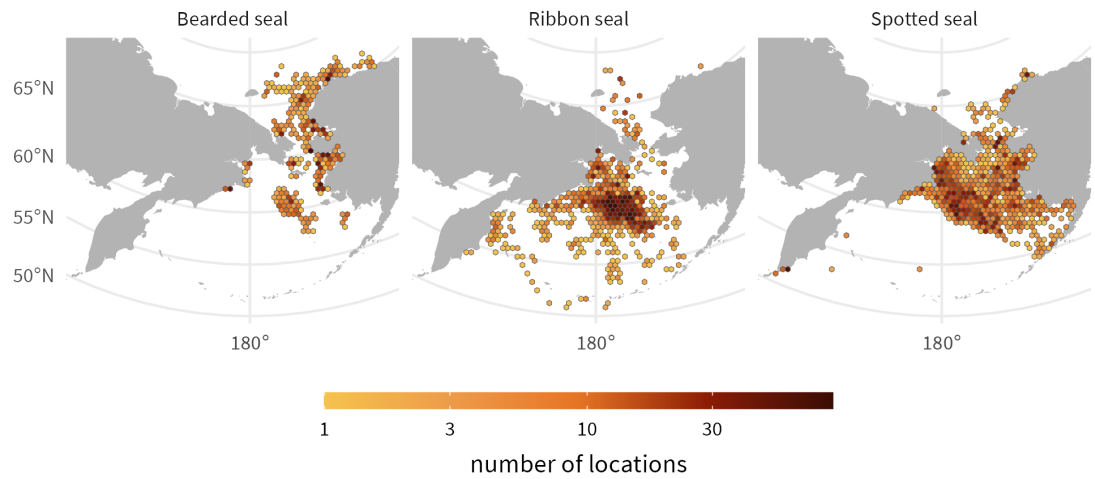 Bearded seal
Ribbon seal
Spotted seal
65°N
60°N
55°N
50°N
180°
180°
180°
1
3
10
30
number of locations